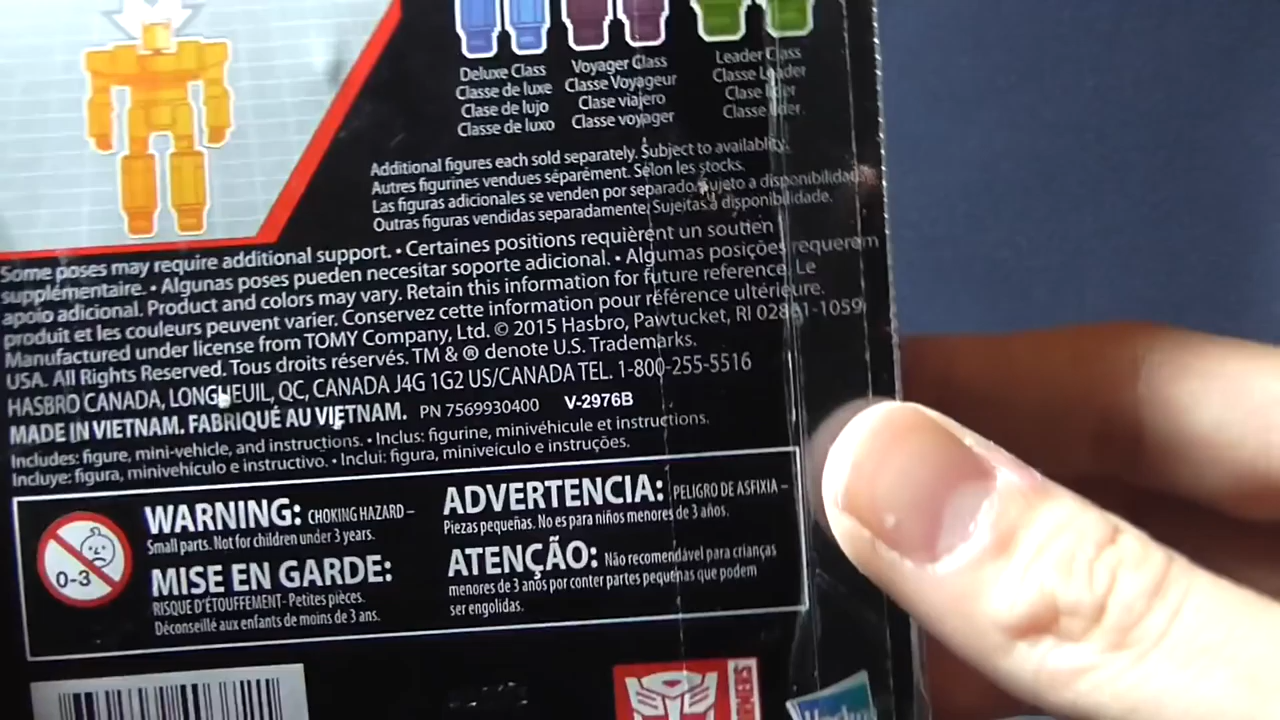 Deluxe Class
Classe de luxe
Clase de lujo
Classe de luxo
Voyager Class
Classe Voyageur
Clase viajero
Classe voyager
Leader Class
Classe Leader
Clase líder
Classe líder.
Additional figures each sold separately. Subject to availablity.
Autres figurines vendues séparément. Selon les stocks.
Las figuras adicionales se venden por separado. Sujeto a disponibilidad.
Outras figuras vendidas separadamente. Sujeitas à disponibilidade.
Some poses may require additional support. • Certaines positions requièrent un soutien
supplémentaire. • Algunas poses pueden necesitar soporte adicional. • Algumas posições requerem
apoio adicional. Product and colors may vary. Retain this information for future reference. Le
produit et les couleurs peuvent varier. Conservez cette information pour référence ultérieure.
Manufactured under license from TOMY Company, Ltd. © 2015 Hasbro, Pawtucket, RI 02861-1059
USA. All Rights Reserved. Tous droits réservés. TM & ® denote U.S. Trademarks.
HASBRO CANADA, LONGUEUIL, QC, CANADA J4G 1G2 US/CANADA TEL. 1-800-255-5516
MADE IN VIETNAM. FABRIQUÉ AU VIETNAM. PN 7569930400 V-2976B
Includes: figure, mini-vehicle, and instructions. • Inclus: figurine, minivéhicule et instructions.
Incluye: figura, minivehículo e instructivo. • Inclui: figura, miniveículo e instruções.
0-3
WARNING: CHOKING HAZARD –
Small parts. Not for children under 3 years.
MISE EN GARDE:
RISQUE D'ÉTOUFFEMENT- Petites pièces.
Déconseillé aux enfants de moins de 3 ans.
ADVERTENCIA: PELIGRO DE ASFIXIA –
Piezas pequeñas. No es para niños menores de 3 años.
ATENÇÃO: Não recomendável para crianças
menores de 3 anos por conter partes pequenas que podem
ser engolidas.